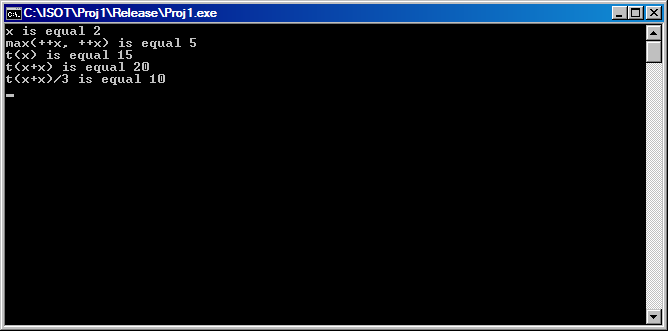 C:\ISOT\Proj1\Release\Proj1.exe
x is equal 2
max(++x, ++x) is equal 5
t(x) is equal 15
t(x+x) is equal 20
t(x+x)/3 is equal 10